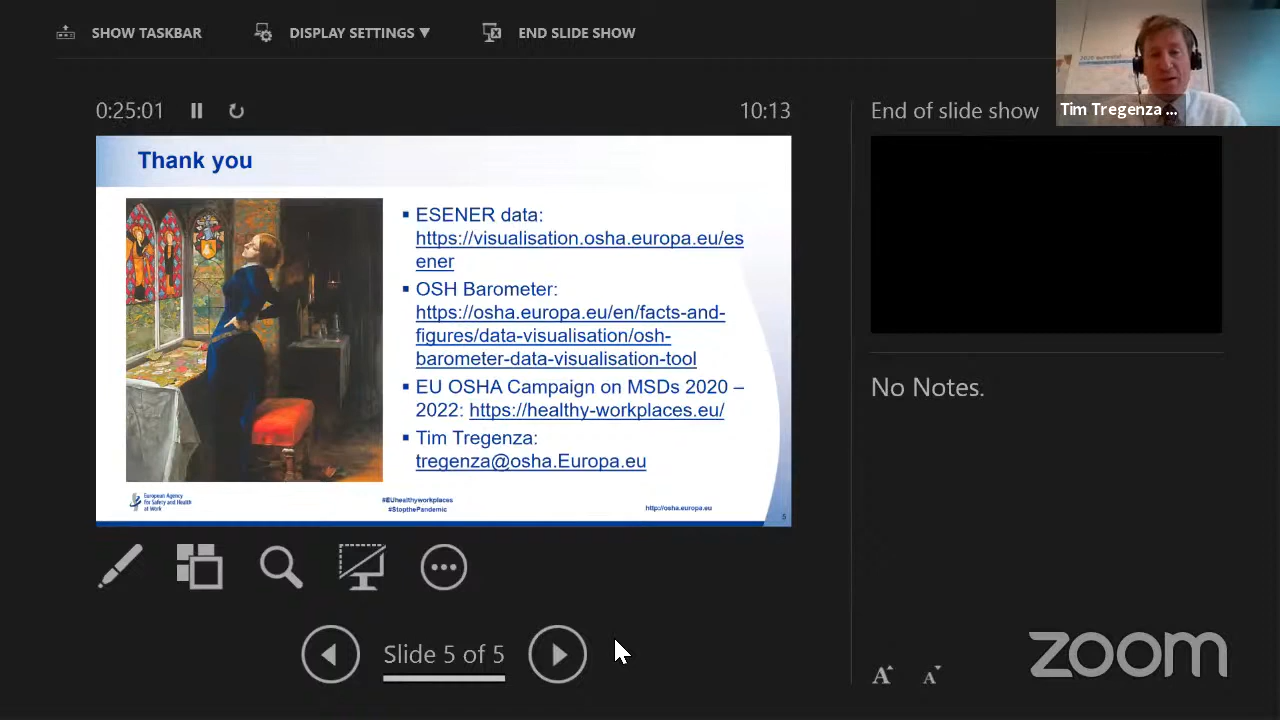 SHOW TASKBAR
DISPLAY SETTINGS ▼
END SLIDE SHOW
0:25:01
10:13
End of slide show
Tim Tregenza ...
Thank you
▪ ESENER data:
https://visualisation.osha.europa.eu/es
ener
▪ OSH Barometer:
https://osha.europa.eu/en/facts-and-
figures/data-visualisation/osh-
barometer-data-visualisation-tool
▪ EU OSHA Campaign on MSDs 2020 –
2022: https://healthy-workplaces.eu/
▪ Tim Tregenza:
tregenza@osha.Europa.eu
European Agency
for Safety and Health
at Work
#EUhealthyworkplaces
#StopthePandemic
http://osha.europa.eu
5
No Notes.
Slide 5 of 5
A A
zoom